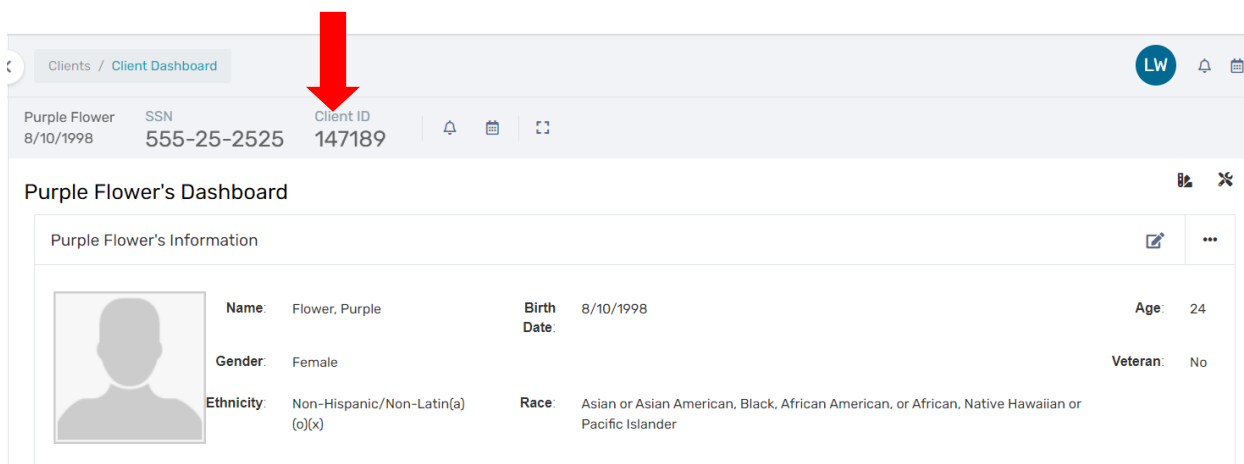 Clients / Client Dashboard
LW
Purple Flower
8/10/1998
SSN
555-25-2525
Client ID
147189
Purple Flower's Dashboard
Purple Flower's Information
Name: Flower, Purple
Birth Date: 8/10/1998
Age: 24
Gender: Female
Veteran: No
Ethnicity: Non-Hispanic/Non-Latin(a)
(o)(x)
Race: Asian or Asian American, Black, African American, or African, Native Hawaiian or
Pacific Islander